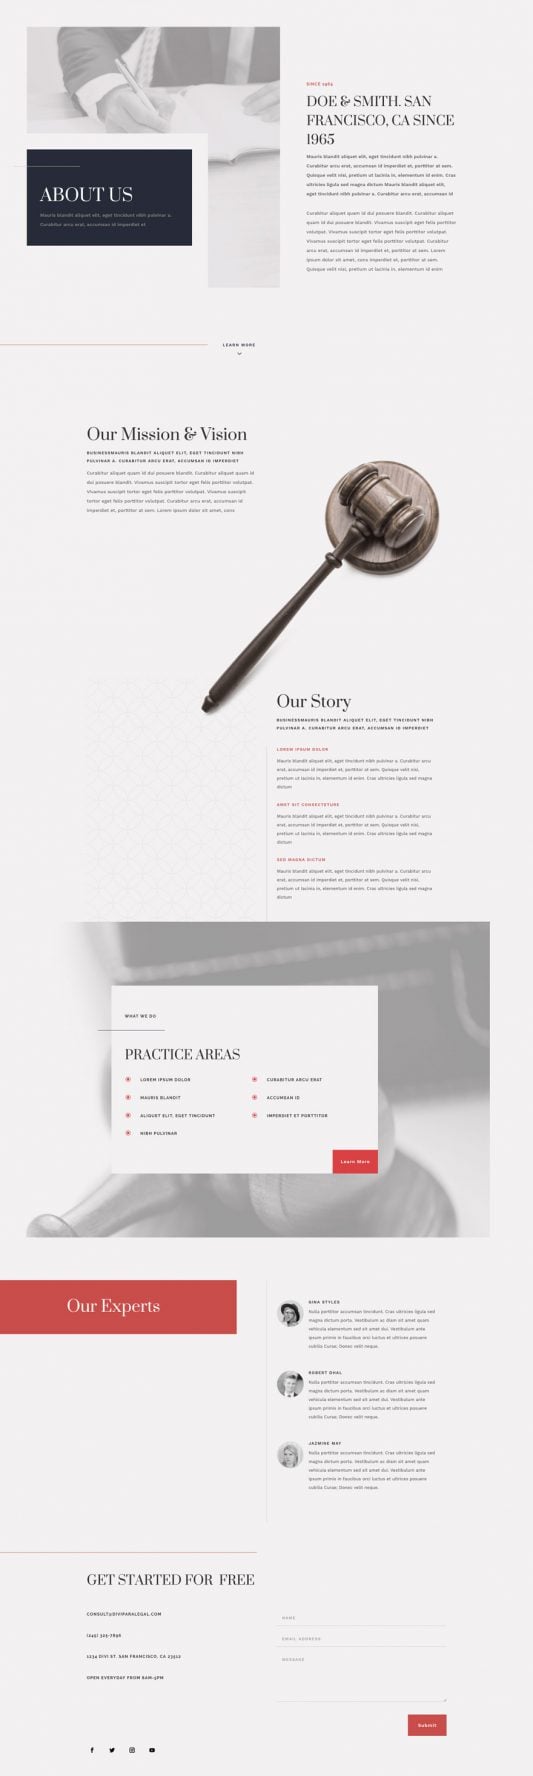 SINCE 1965
DOE & SMITH. SAN
FRANCISCO, CA SINCE
1965
Mauris blandit aliquet elit, eget tincidunt nibh pulvinar a.
Curabitur arcu erat, accumsan id imperdiet et, porttitor at sem.
Quisque velit nisi, pretium ut lacinia in, elementum id enim. Cras
ultricies ligula sed magna dictum Mauris blandit aliquet elit,
eget tincidunt nibh pulvinar a. Curabitur arcu erat, accumsan id
Curabitur aliquet quam id dui posuere blandit. Curabitur aliquet
quam id dui posuere blandit. Vivamus suscipit tortor eget felis porttitor
volutpat. Vivamus suscipit tortor eget felis porttitor volutpat.
Vivamus suscipit tortor eget felis porttitor volutpat. Lorem
ipsum dolor sit amet, cons imperdiet et, porttitor at sem.
Quisque velit nisi, pretium ut lacinia in, elementum id enim
ABOUT US
Mauris blandit aliquet elit, eget tincidunt nibh pulvinar a.
Curabitur arcu erat, accumsan id imperdiet et
LEARN MORE
Our Mission & Vision
BUSINESSMAURIS BLANDIT ALIQUET ELIT, EGET TINCIDUNT NIBH
PULVINAR A. CURABITUR ARCU ERAT, ACCUMSAN ID IMPERDIET
Curabitur aliquet quam id dui posuere blandit. Curabitur aliquet quam id
dui posuere blandit. Vivamus suscipit tortor eget felis porttitor volutpat.
Vivamus suscipit tortor eget felis porttitor volutpat. Vivamus suscipit
tortor eget felis porttitor volutpat. Curabitur arcu erat, accumsan id
imperdiet et, porttitor at sem. Lorem ipsum dolor sit amet, cons
Our Story
BUSINESSMAURIS BLANDIT ALIQUET ELIT, EGET TINCIDUNT NIBH
PULVINAR A. CURABITUR ARCU ERAT, ACCUMSAN ID IMPERDIET
LOREM IPSUM DOLOR
Mauris blandit aliquet elit, eget tincidunt nibh pulvinar a. Curabitur arcu
erat, accumsan id imperdiet et, porttitor at sem. Quisque velit nisi,
pretium ut lacinia in, elementum id enim. Cras ultricies ligula sed magna
dictum
AMET SIT CONSECTETURE
Mauris blandit aliquet elit, eget tincidunt nibh pulvinar a. Curabitur arcu
erat, accumsan id imperdiet et, porttitor at sem. Quisque velit nisi,
pretium ut lacinia in, elementum id enim. Cras ultricies ligula sed magna
dictum
SED MAGNA DICTUM
Mauris blandit aliquet elit, eget tincidunt nibh pulvinar a. Curabitur arcu
erat, accumsan id imperdiet et, porttitor at sem. Quisque velit nisi,
pretium ut lacinia in, elementum id enim. Cras ultricies ligula sed magna
dictum
WHAT WE DO
PRACTICE AREAS
LOREM IPSUM DOLOR
MAURIS BLANDIT
ALIQUET ELIT, EGET TINCIDUNT
NIBH PULVINAR
CURABITUR ARCU ERAT
ACCUMSAN ID
IMPERDIET ET PORTTITOR
Learn More
Our Experts
GINA STYLES
Nulla porttitor accumsan tincidunt. Cras ultricies ligula sed
magna dictum porta. Vestibulum ac diam sit amet quam
vehicula elementum sed sit amet dui. Vestibulum ante
ipsum primis in faucibus orci luctus et ultrices posuere
cubilia Curae; Donec velit neque.
ROBERT DHAL
Nulla porttitor accumsan tincidunt. Cras ultricies ligula sed
magna dictum porta. Vestibulum ac diam sit amet quam
vehicula elementum sed sit amet dui. Vestibulum ante
ipsum primis in faucibus orci luctus et ultrices posuere
cubilia Curae; Donec velit neque.
JAZMINE MAY
Nulla porttitor accumsan tincidunt. Cras ultricies ligula sed
magna dictum porta. Vestibulum ac diam sit amet quam
vehicula elementum sed sit amet dui. Vestibulum ante
ipsum primis in faucibus orci luctus et ultrices posuere
cubilia Curae; Donec velit neque.
GET STARTED FOR FREE
CONSULT@DIVIPARALEGAL.COM
(245) 325-7896
1234 DIVI ST. SAN FRANCISCO, CA 23512
OPEN EVERYDAY FROM 8AM-5PM
NAME
EMAIL ADDRESS
MESSAGE
Submit